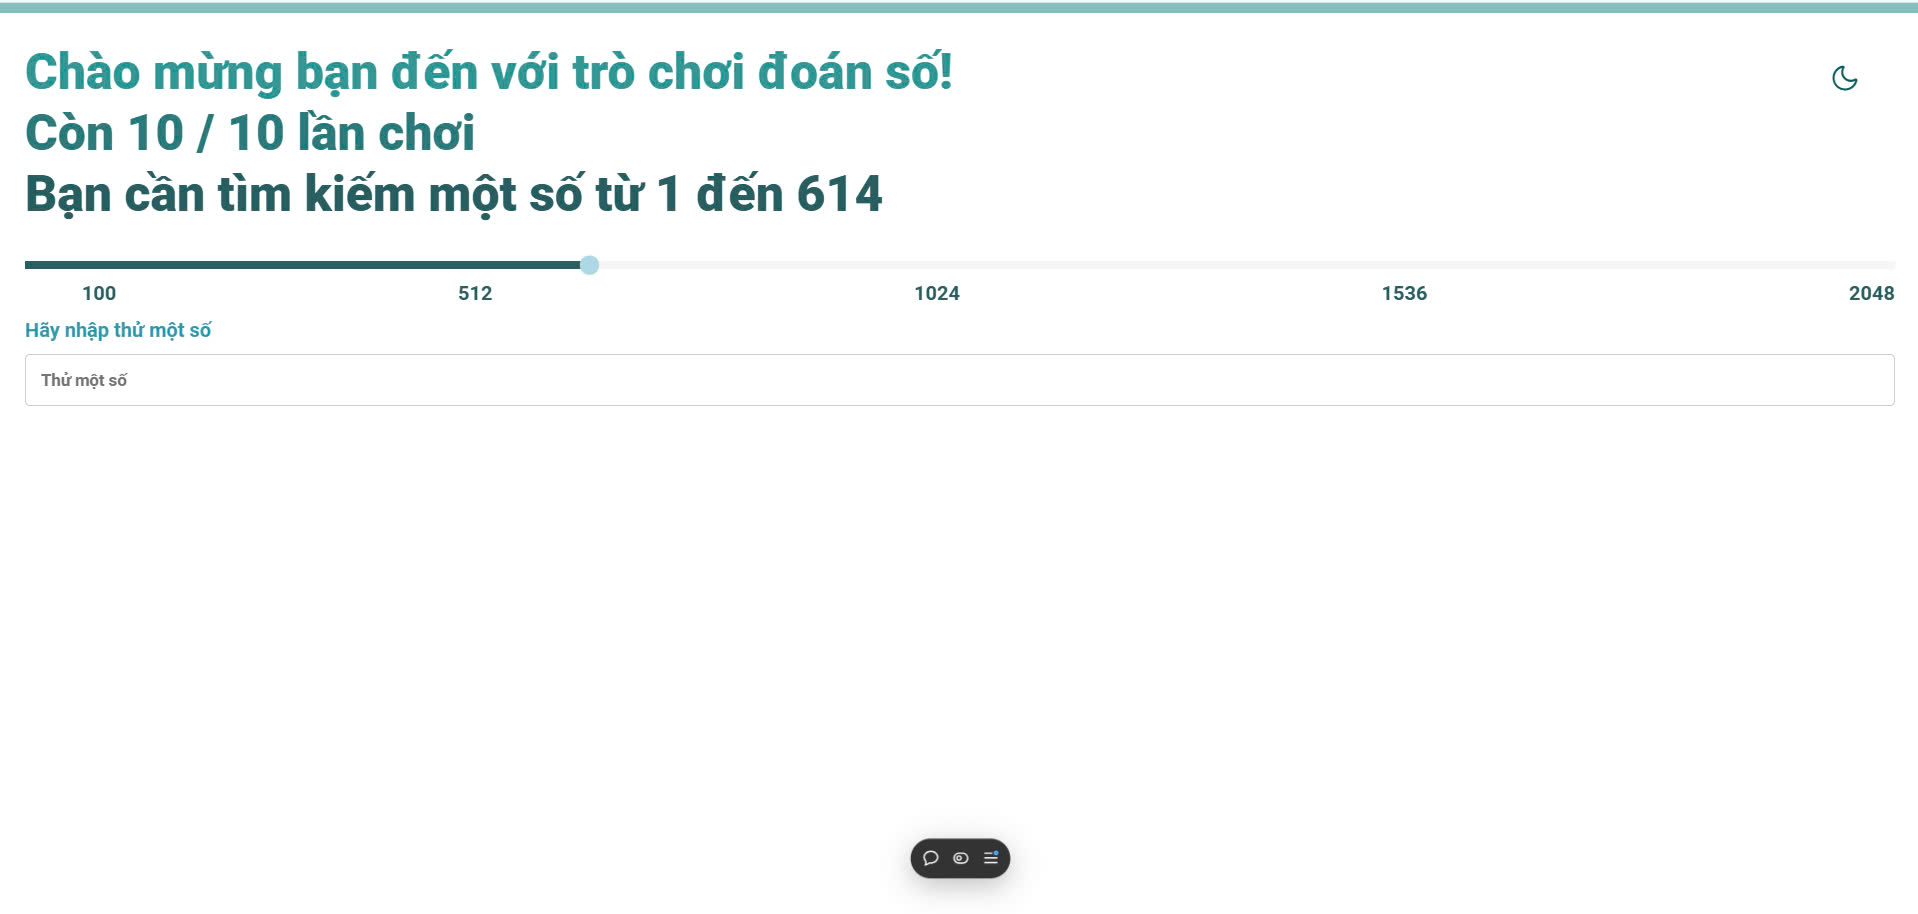 Chào mừng bạn đến với trò chơi đoán số!
Còn 10 / 10 lần chơi
Bạn cần tìm kiếm một số từ 1 đến 614
100 512 1024 1536 2048
Hãy nhập thử một số
Thử một số